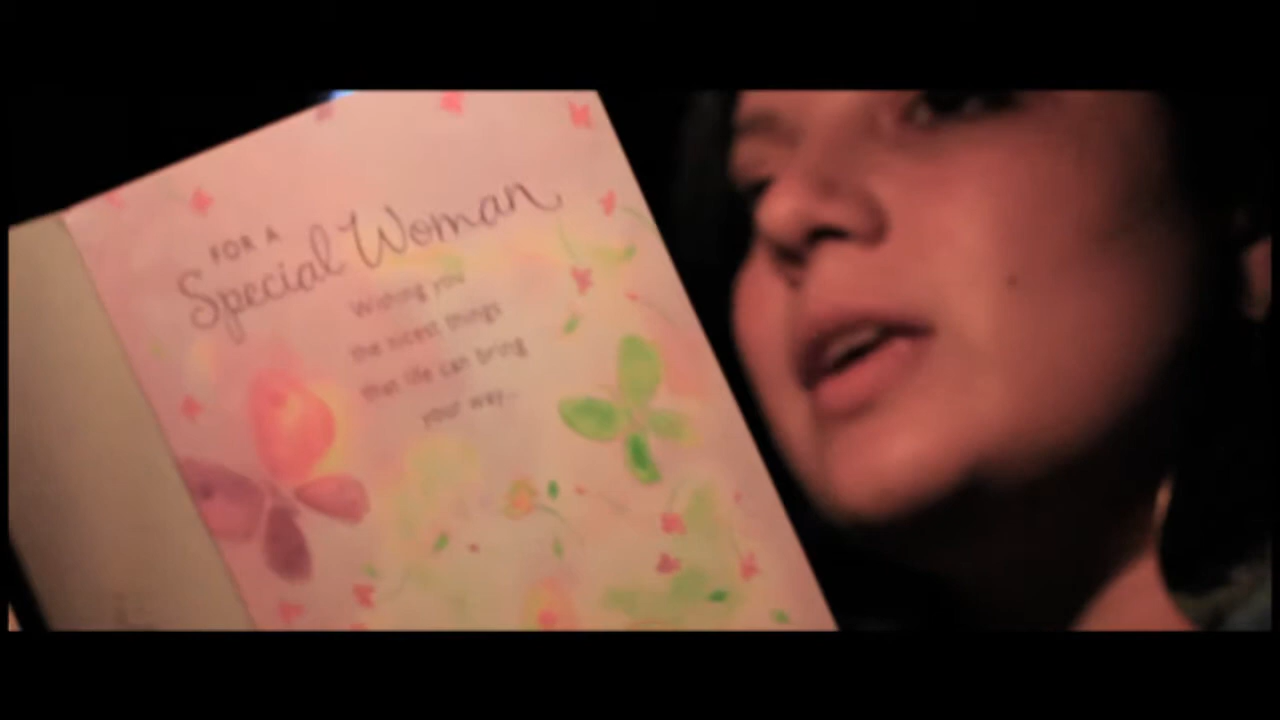 FOR A
Special Woman
Wishing you
the nicest things
that life can bring
your way...